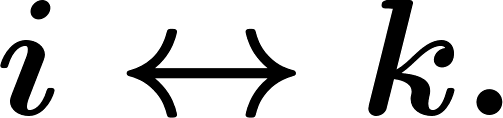 i ↔ k.